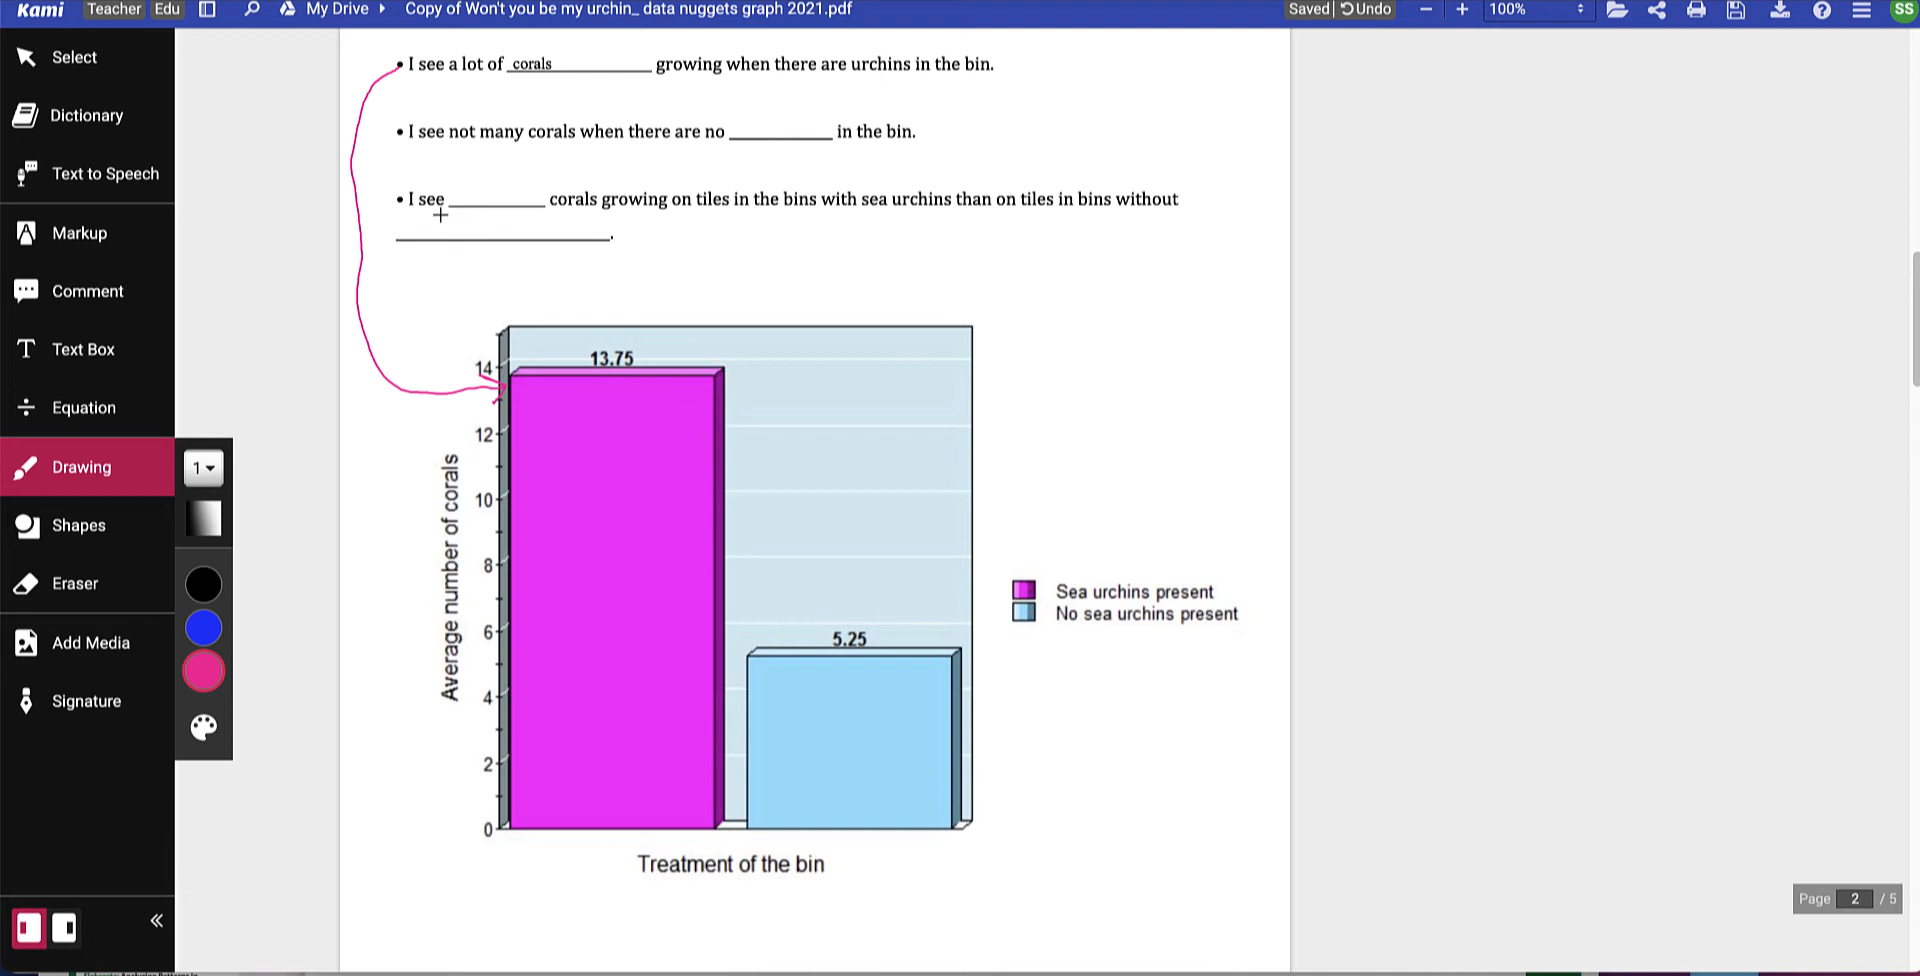 Kami Teacher Edu My Drive Copy of Won't you be my urchin_ data nuggets graph 2021.pdf Saved Undo − + 100% SS
Select
Dictionary
Text to Speech
Markup
Comment
Text Box
Equation
Drawing
1
Shapes
Eraser
Add Media
Signature
• I see a lot of _corals____________ growing when there are urchins in the bin.
• I see not many corals when there are no ____________ in the bin.
• I see ___________ corals growing on tiles in the bins with sea urchins than on tiles in bins without
_________________________.
13.75
14
12
10
8
6
4
2
0
5.25
Average number of corals
Treatment of the bin
Sea urchins present
No sea urchins present
Page 2 / 5